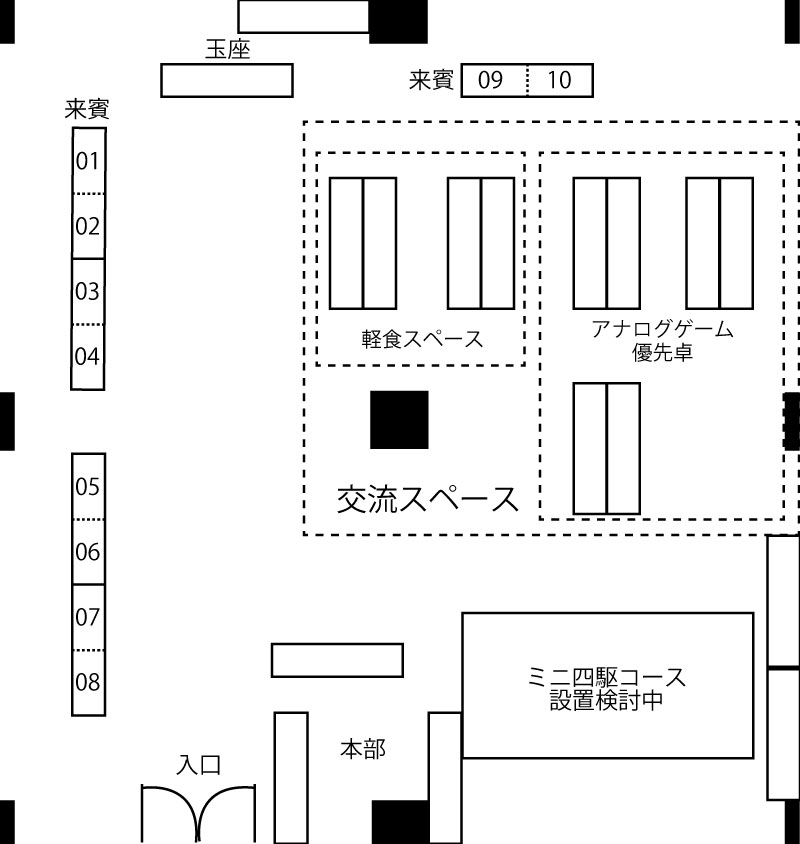 玉座
来賓
09
10
来賓
01
02
03
04
軽食スペース
アナログゲーム
優先卓
交流スペース
05
06
07
08
ミニ四駆コース
設置検討中
本部
入口